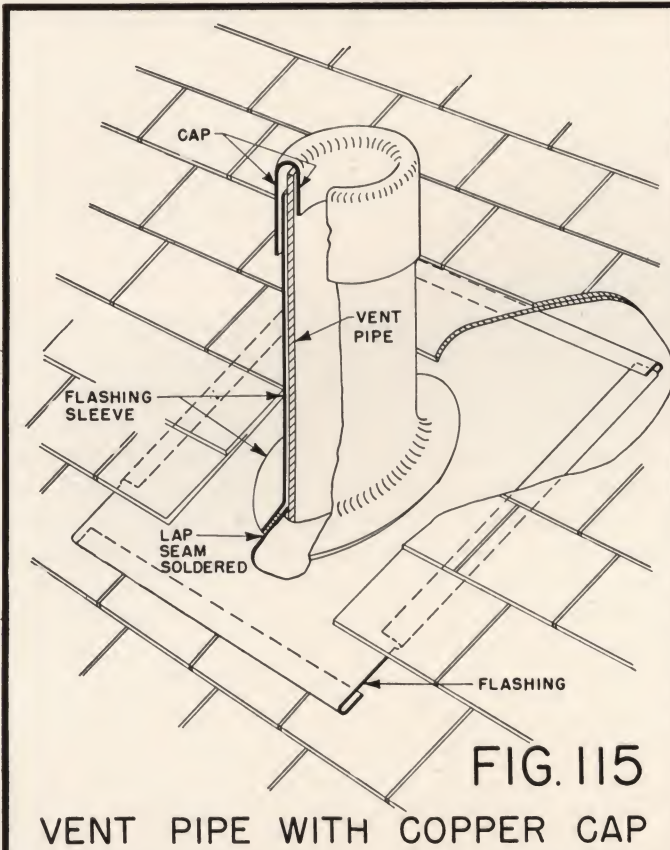 CAP
VENT
PIPE
FLASHING
SLEEVE
LAP
SEAM
SOLDERED
FLASHING
FIG. 115
VENT PIPE WITH COPPER CAP